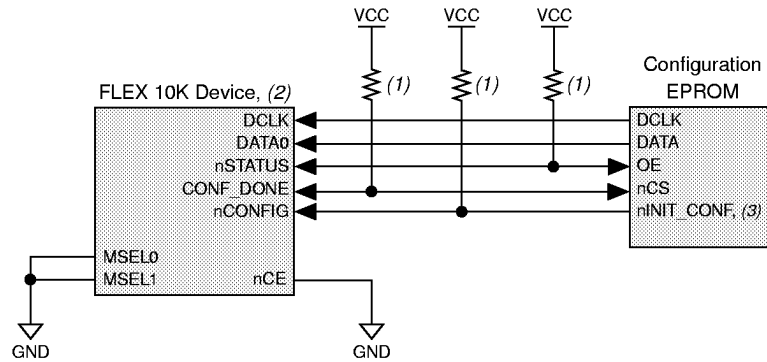 VCC VCC VCC
(1) (1) (1)
Configuration
EPROM
FLEX 10K Device, (2)
DCLK DCLK
DATA0 DATA
nSTATUS OE
CONF_DONE nCS
nCONFIG nINIT_CONF, (3)
MSEL0
MSEL1 nCE
GND GND